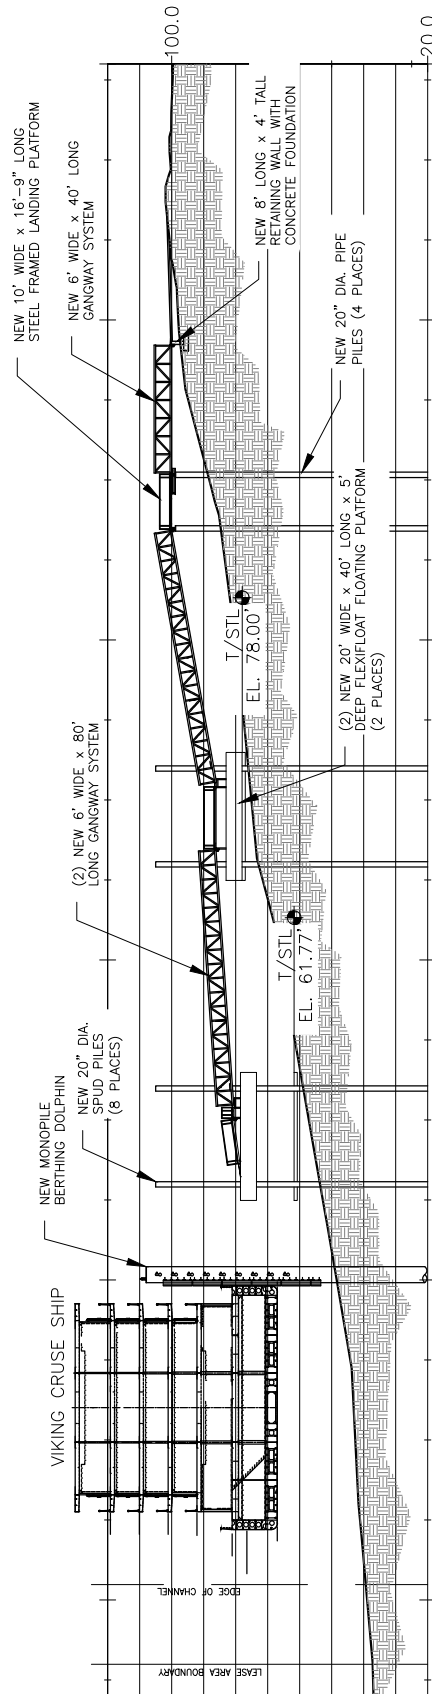 100.0
20.0
NEW 10' WIDE x 16'-9" LONG
STEEL FRAMED LANDING PLATFORM
NEW 6' WIDE x 40' LONG
GANGWAY SYSTEM
NEW 8' LONG x 4' TALL
RETAINING WALL WITH
CONCRETE FOUNDATION
NEW 20" DIA. PIPE
PILES (4 PLACES)
(2) NEW 20' WIDE x 40' LONG x 5'
DEEP FLEXIFLOAT FLOATING PLATFORM
(2 PLACES)
T/STL
EL. 78.00'
(2) NEW 6' WIDE x 80'
LONG GANGWAY SYSTEM
T/STL
EL. 61.77'
NEW 20" DIA.
SPUD PILES
(8 PLACES)
NEW MONOPILE
BERTHING DOLPHIN
VIKING CRUSE SHIP
EDGE OF CHANNEL
LEASE AREA BOUNDARY